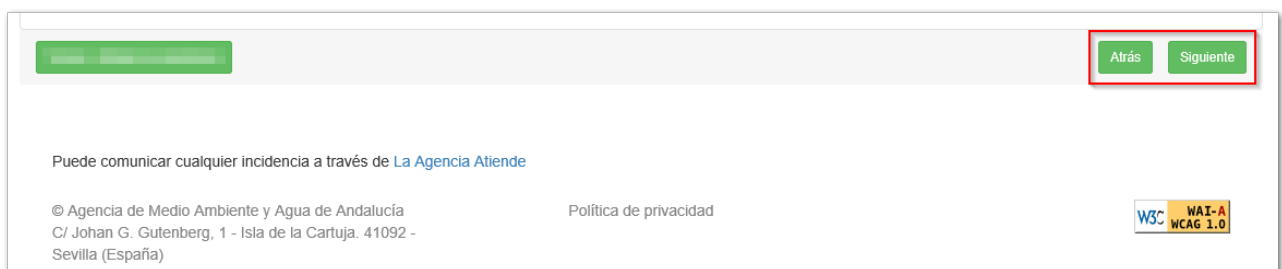 Atrás Siguiente
Puede comunicar cualquier incidencia a través de La Agencia Atiende
© Agencia de Medio Ambiente y Agua de Andalucía
C/ Johan G. Gutenberg, 1 - Isla de la Cartuja. 41092 -
Sevilla (España)
Política de privacidad
W3C WAI-A
WCAG 1.0